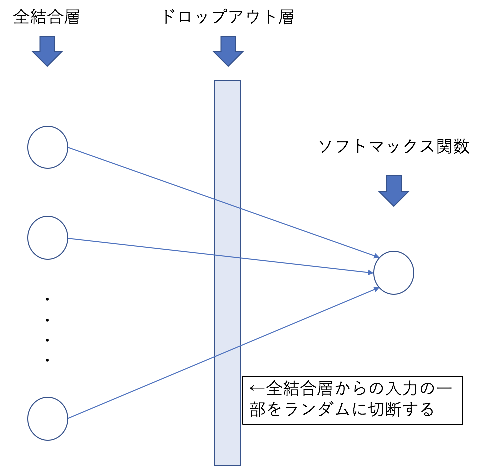 全結合層
ドロップアウト層
ソフトマックス関数
←全結合層からの入力の一
部をランダムに切断する